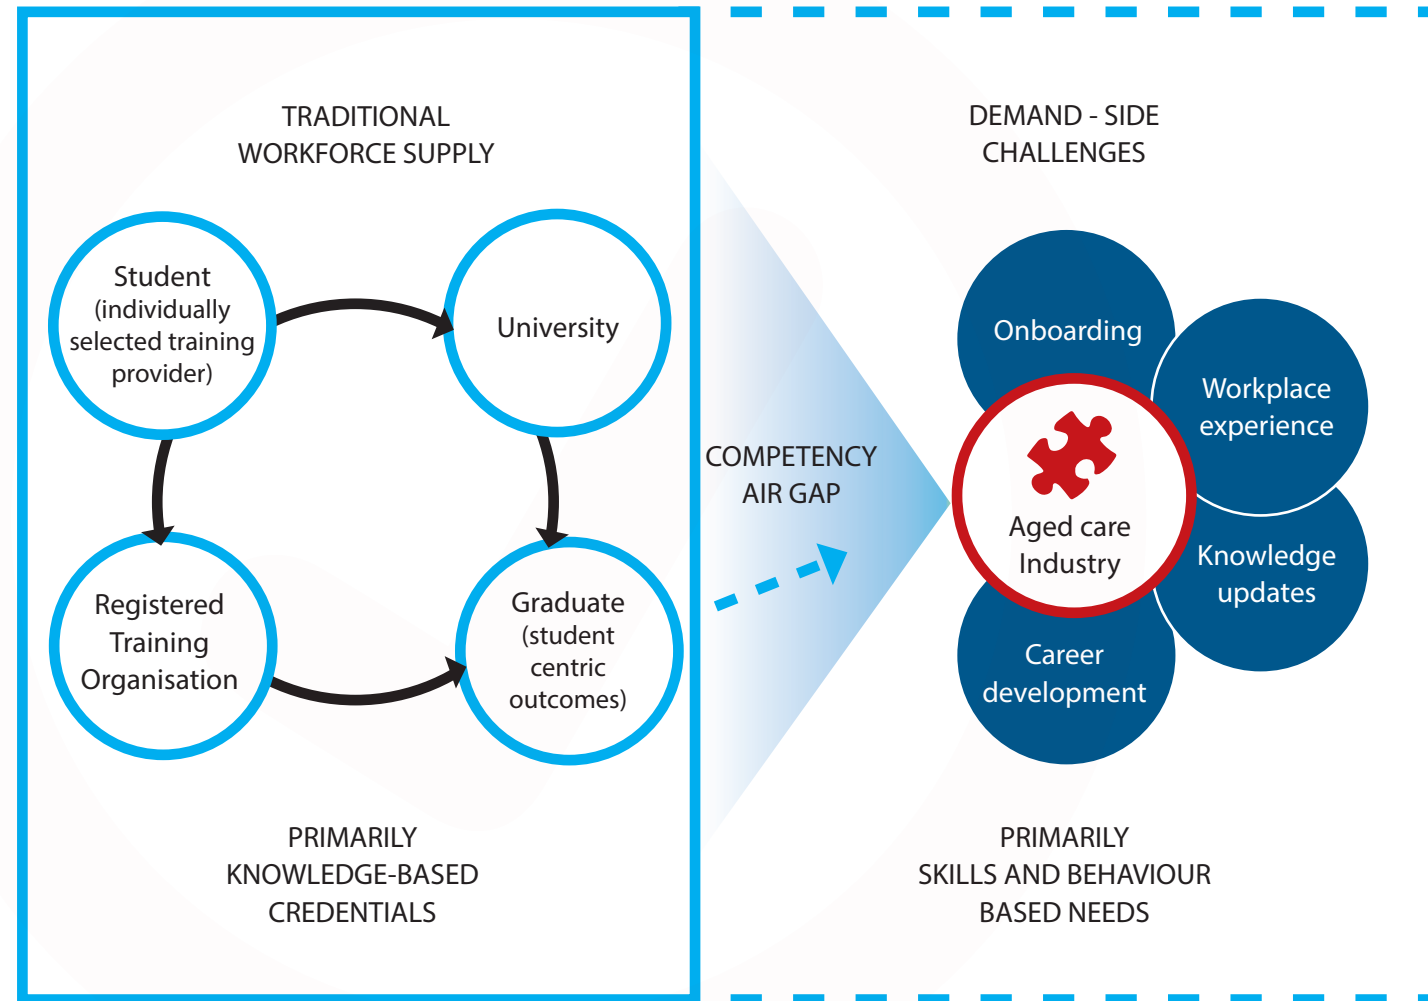 TRADITIONAL
WORKFORCE SUPPLY
Student
(individually
selected training
provider)
University
Registered
Training
Organisation
Graduate
(student
centric
outcomes)
PRIMARILY
KNOWLEDGE-BASED
CREDENTIALS
COMPETENCY
AIR GAP
DEMAND - SIDE
CHALLENGES
Onboarding
Workplace
experience
Aged care
Industry
Knowledge
updates
Career
development
PRIMARILY
SKILLS AND BEHAVIOUR
BASED NEEDS